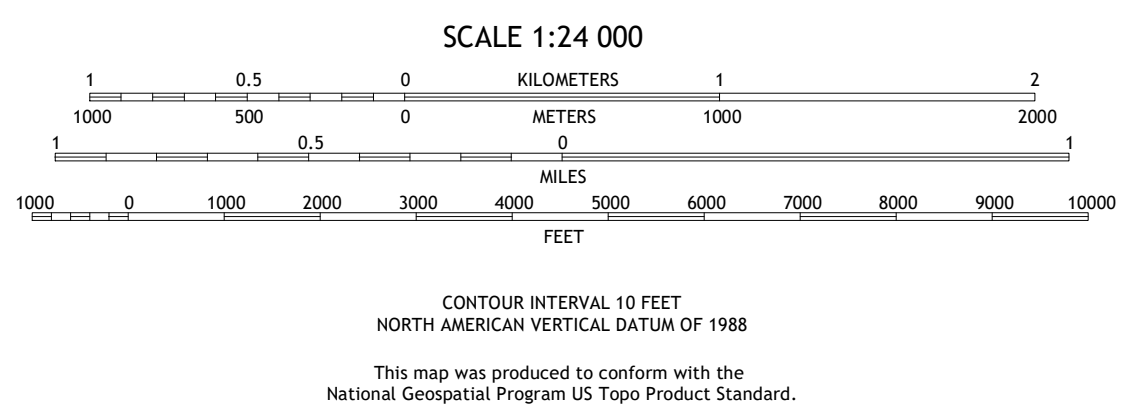 SCALE 1:24 000
1 0.5 0 KILOMETERS 1 2
1000 500 0 METERS 1000 2000
1 0.5 0 1
MILES
1000 0 1000 2000 3000 4000 5000 6000 7000 8000 9000 10000
FEET
CONTOUR INTERVAL 10 FEET
NORTH AMERICAN VERTICAL DATUM OF 1988
This map was produced to conform with the
National Geospatial Program US Topo Product Standard.